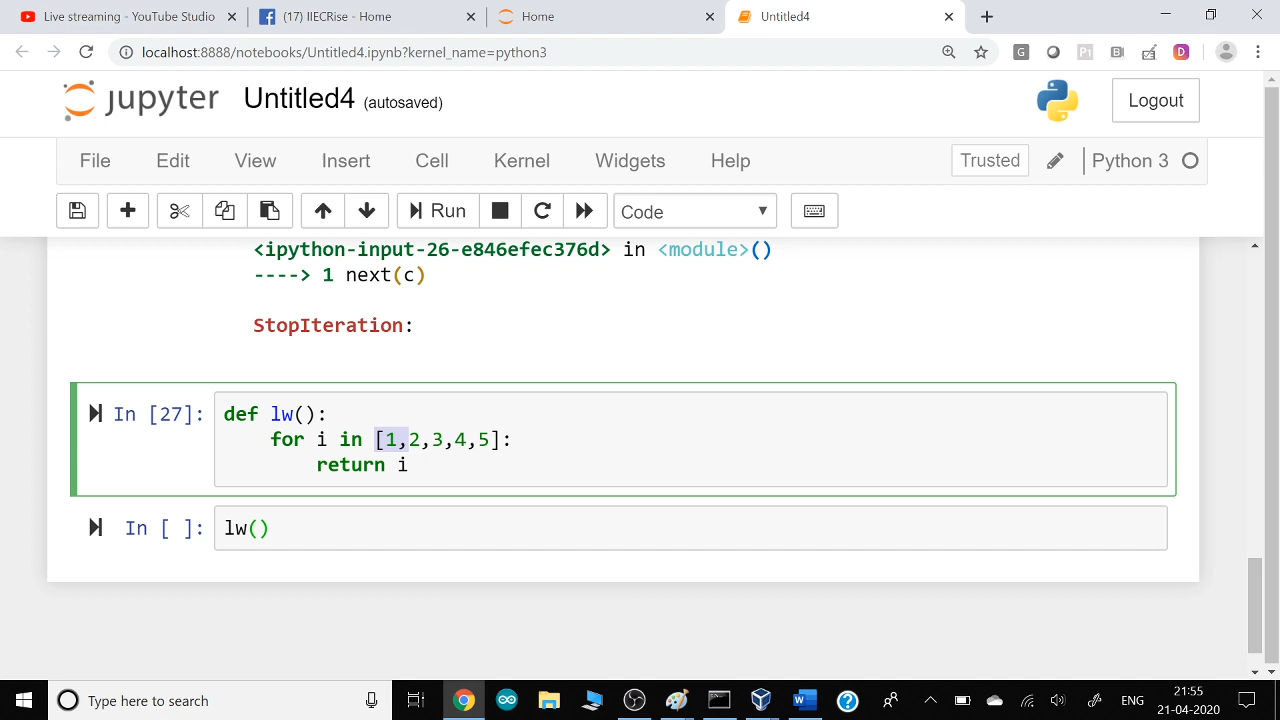 Live streaming - YouTube Studio
(17) IIECRise - Home
Home
Untitled4
localhost:8888/notebooks/Untitled4.ipynb?kernel_name=python3
jupyter Untitled4 (autosaved)
Logout
File Edit View Insert Cell Kernel Widgets Help
Trusted
Python 3
Run
Code
<ipython-input-26-e846efec376d> in <module>()
----> 1 next(c)
StopIteration:
In [27]:
def lw():
for i in [1,2,3,4,5]:
return i
In [ ]:
lw()
Type here to search
ENG
21:55
21-04-2020